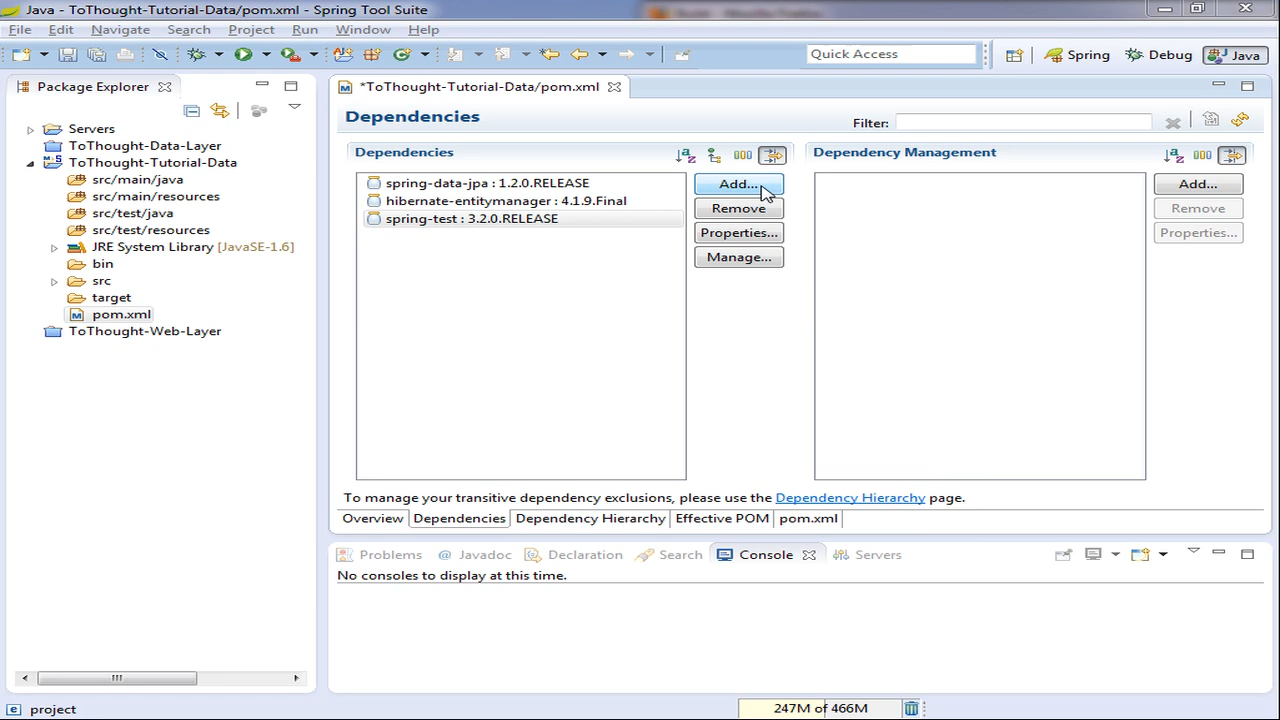 Java - ToThought-Tutorial-Data/pom.xml - Spring Tool Suite
File Edit Navigate Search Project Run Window Help
Quick Access
Spring Debug Java
Package Explorer
Servers
ToThought-Data-Layer
ToThought-Tutorial-Data
src/main/java
src/main/resources
src/test/java
src/test/resources
JRE System Library [JavaSE-1.6]
bin
src
target
pom.xml
ToThought-Web-Layer
*ToThought-Tutorial-Data/pom.xml
Dependencies
Filter:
Dependencies
spring-data-jpa : 1.2.0.RELEASE
hibernate-entitymanager : 4.1.9.Final
spring-test : 3.2.0.RELEASE
Add...
Remove
Properties...
Manage...
Dependency Management
Add...
Remove
Properties...
To manage your transitive dependency exclusions, please use the Dependency Hierarchy page.
Overview Dependencies Dependency Hierarchy Effective POM pom.xml
Problems @ Javadoc Declaration Search Console Servers
No consoles to display at this time.
project
247M of 466M